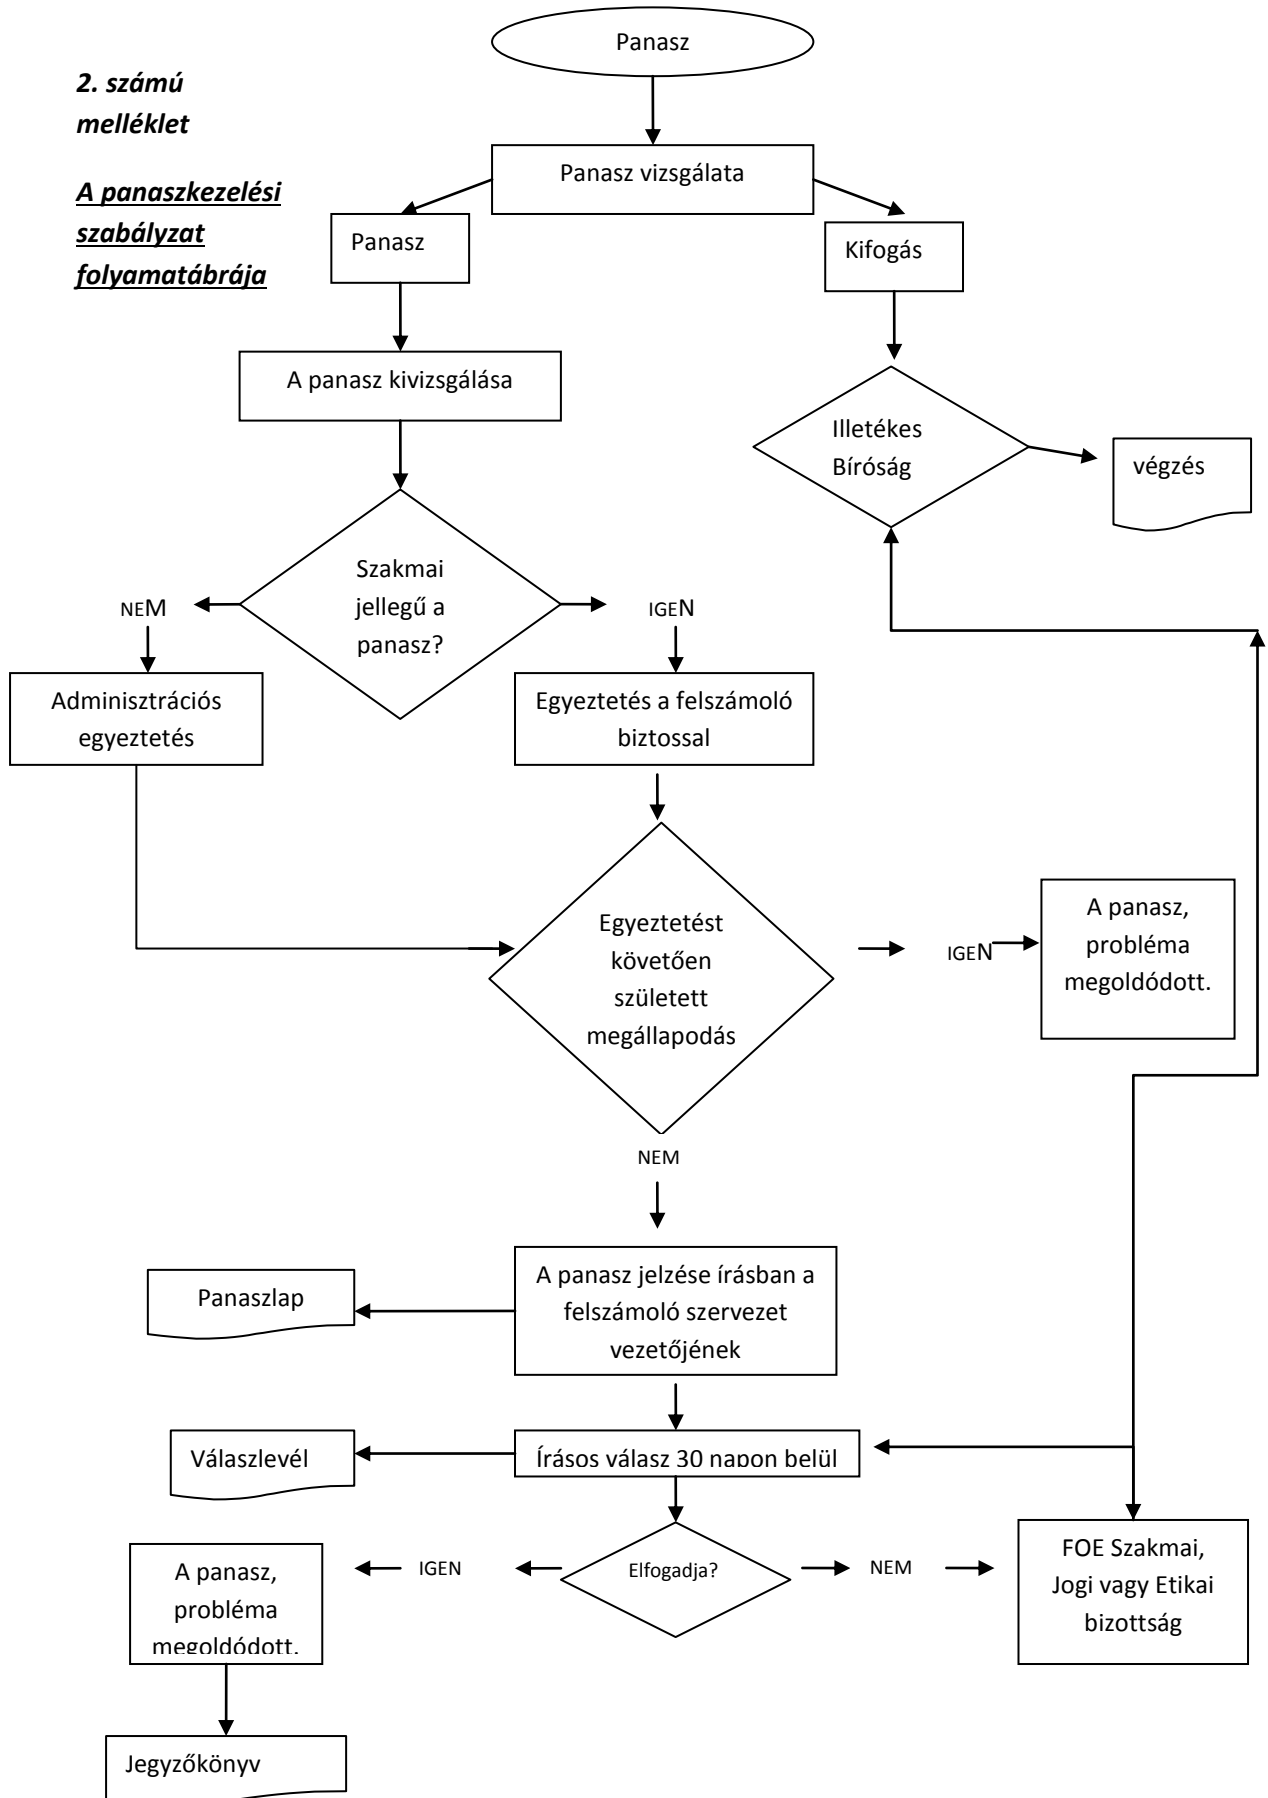 Panasz
2. számú
melléklet
A panaszkezelési
szabályzat
folyamatábrája
Panasz vizsgálata
Panasz
Kifogás
A panasz kivizsgálása
Illetékes
Bíróság
végzés
Szakmai
jellegű a
panasz?
NEM
IGEN
Adminisztrációs
egyeztetés
Egyeztetés a felszámoló
biztossal
Egyeztetést
követően
született
megállapodás
IGEN
A panasz,
probléma
megoldódott.
NEM
A panasz jelzése írásban a
felszámoló szervezet
vezetőjének
Panaszlap
Írásos válasz 30 napon belül
Válaszlevél
Elfogadja?
IGEN
NEM
A panasz,
probléma
megoldódott.
FOE Szakmai,
Jogi vagy Etikai
bizottság
Jegyzőkönyv